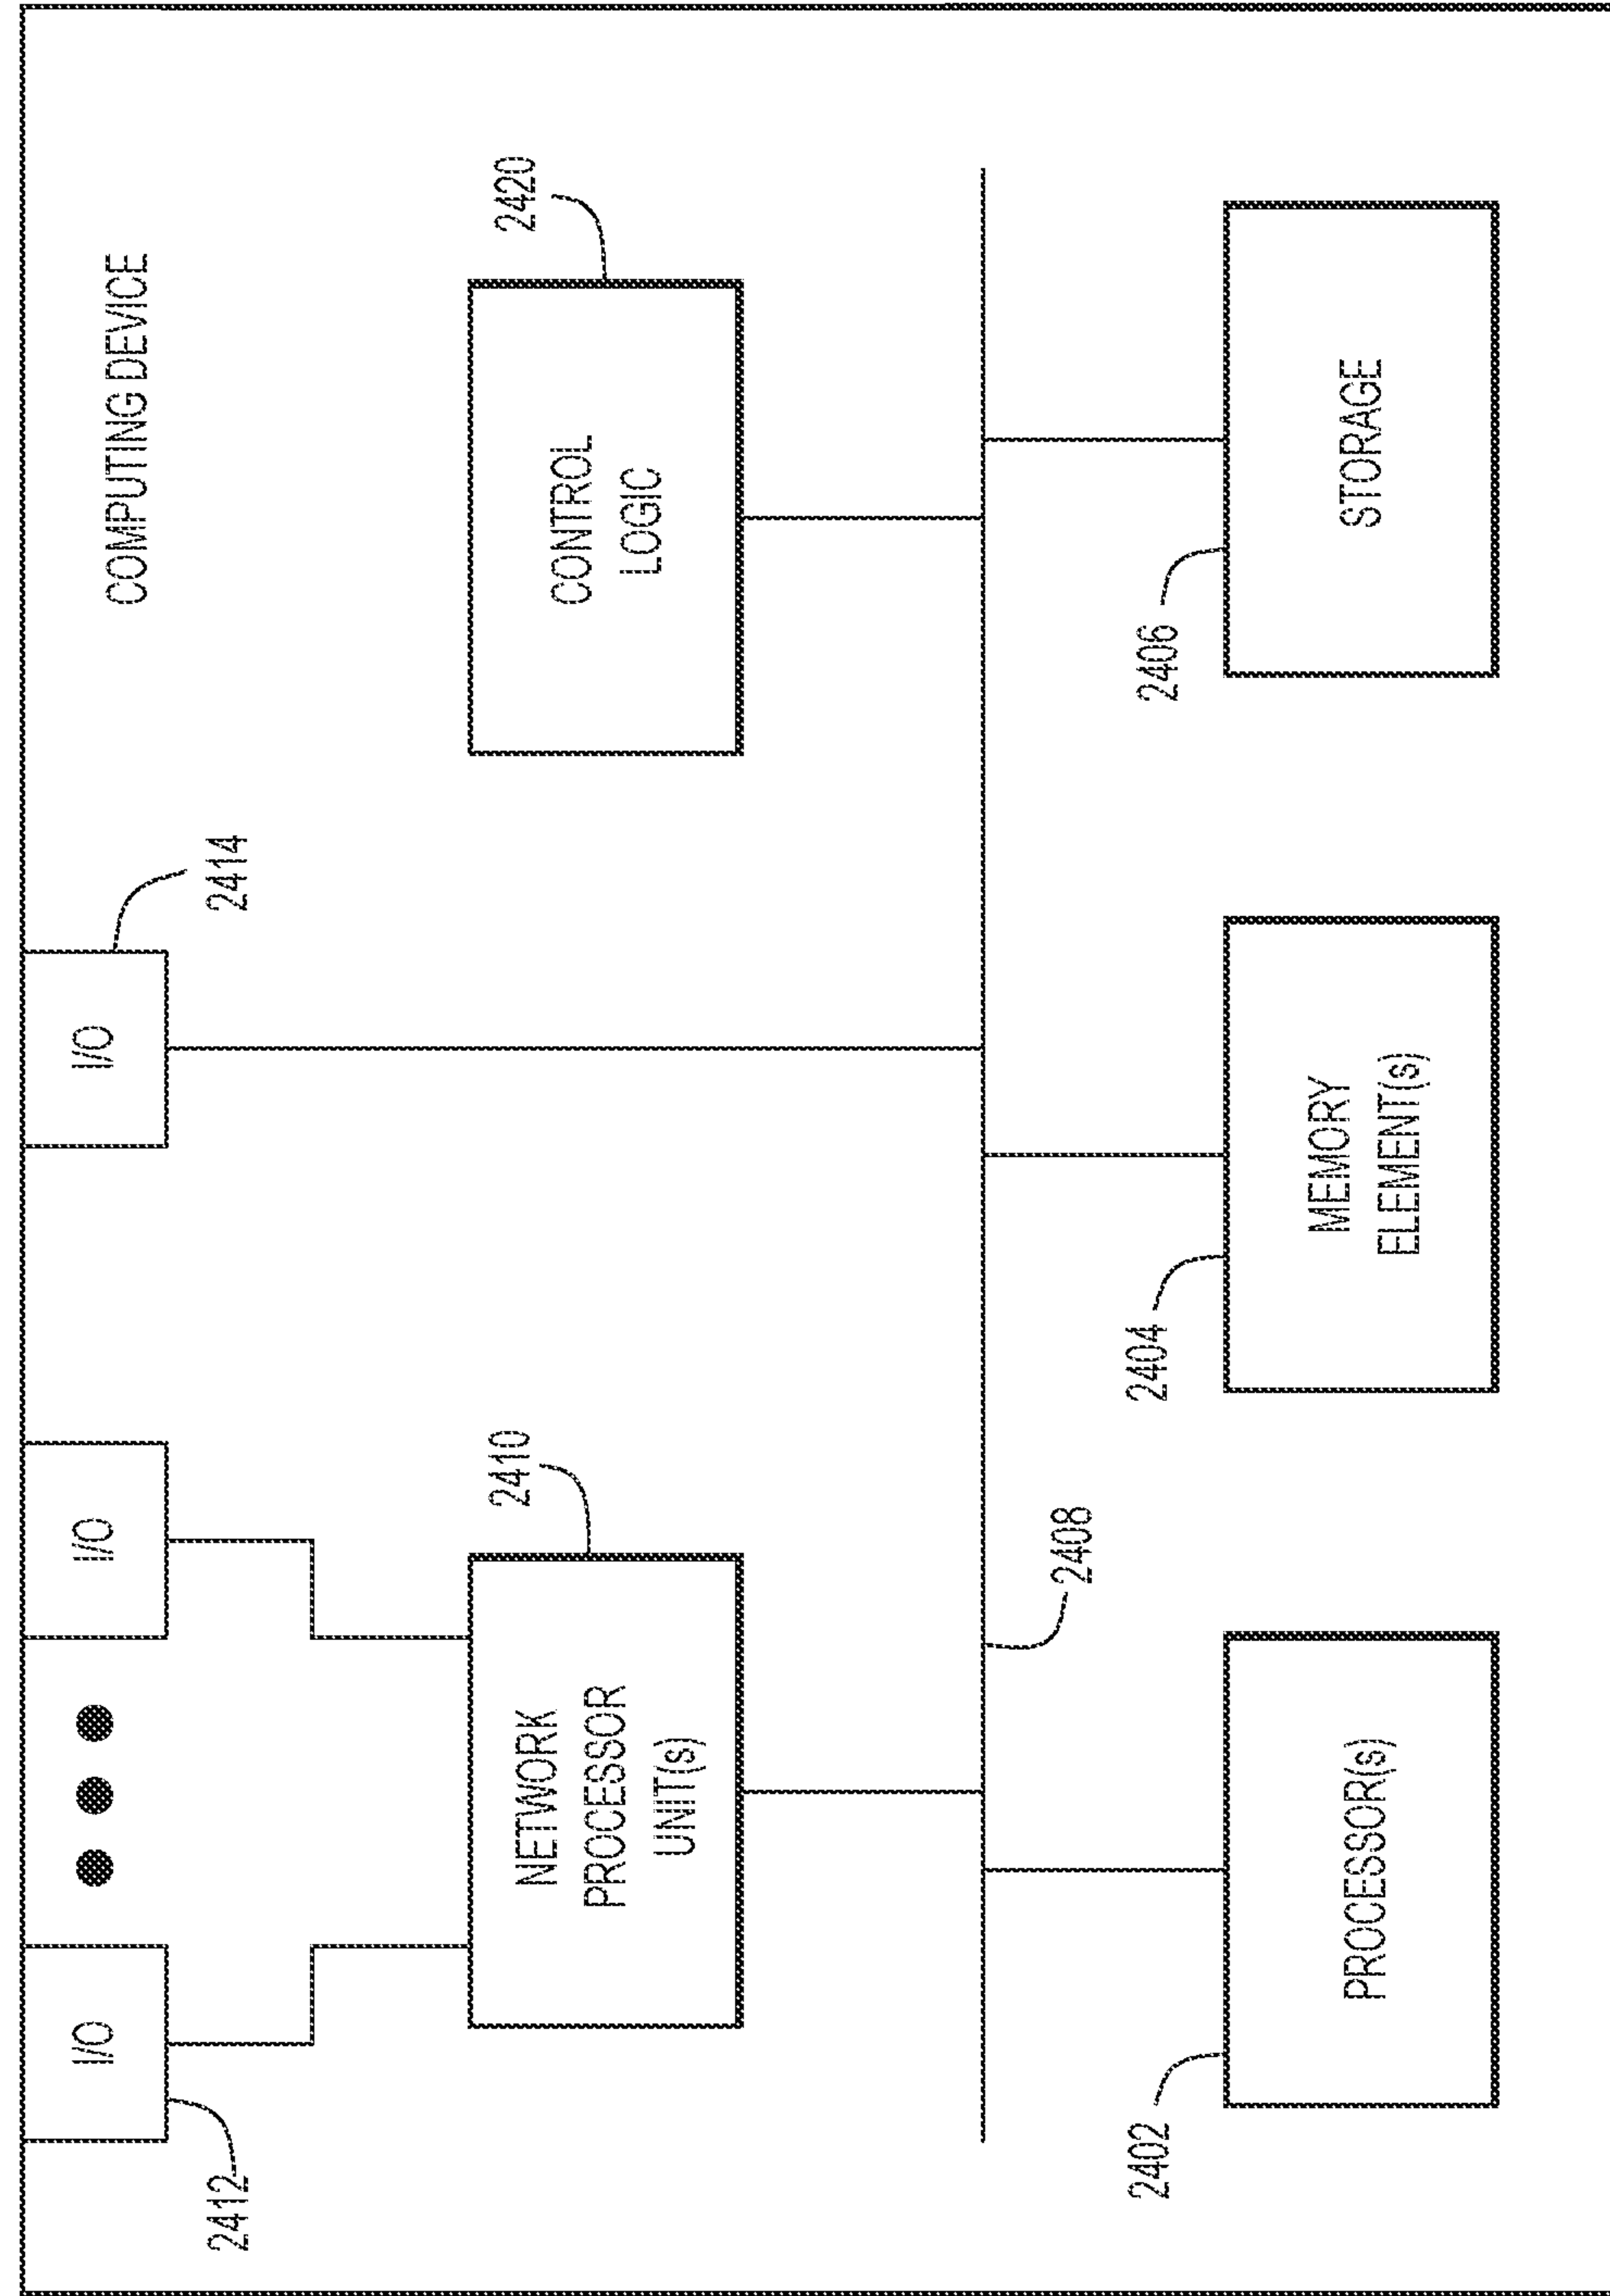 COMPUTING DEVICE
I/O
I/O
I/O
2412
2414
NETWORK
PROCESSOR
UNIT(s)
2410
CONTROL
LOGIC
2420
2408
2402
PROCESSOR(s)
2404
MEMORY
ELEMENT(s)
2406
STORAGE